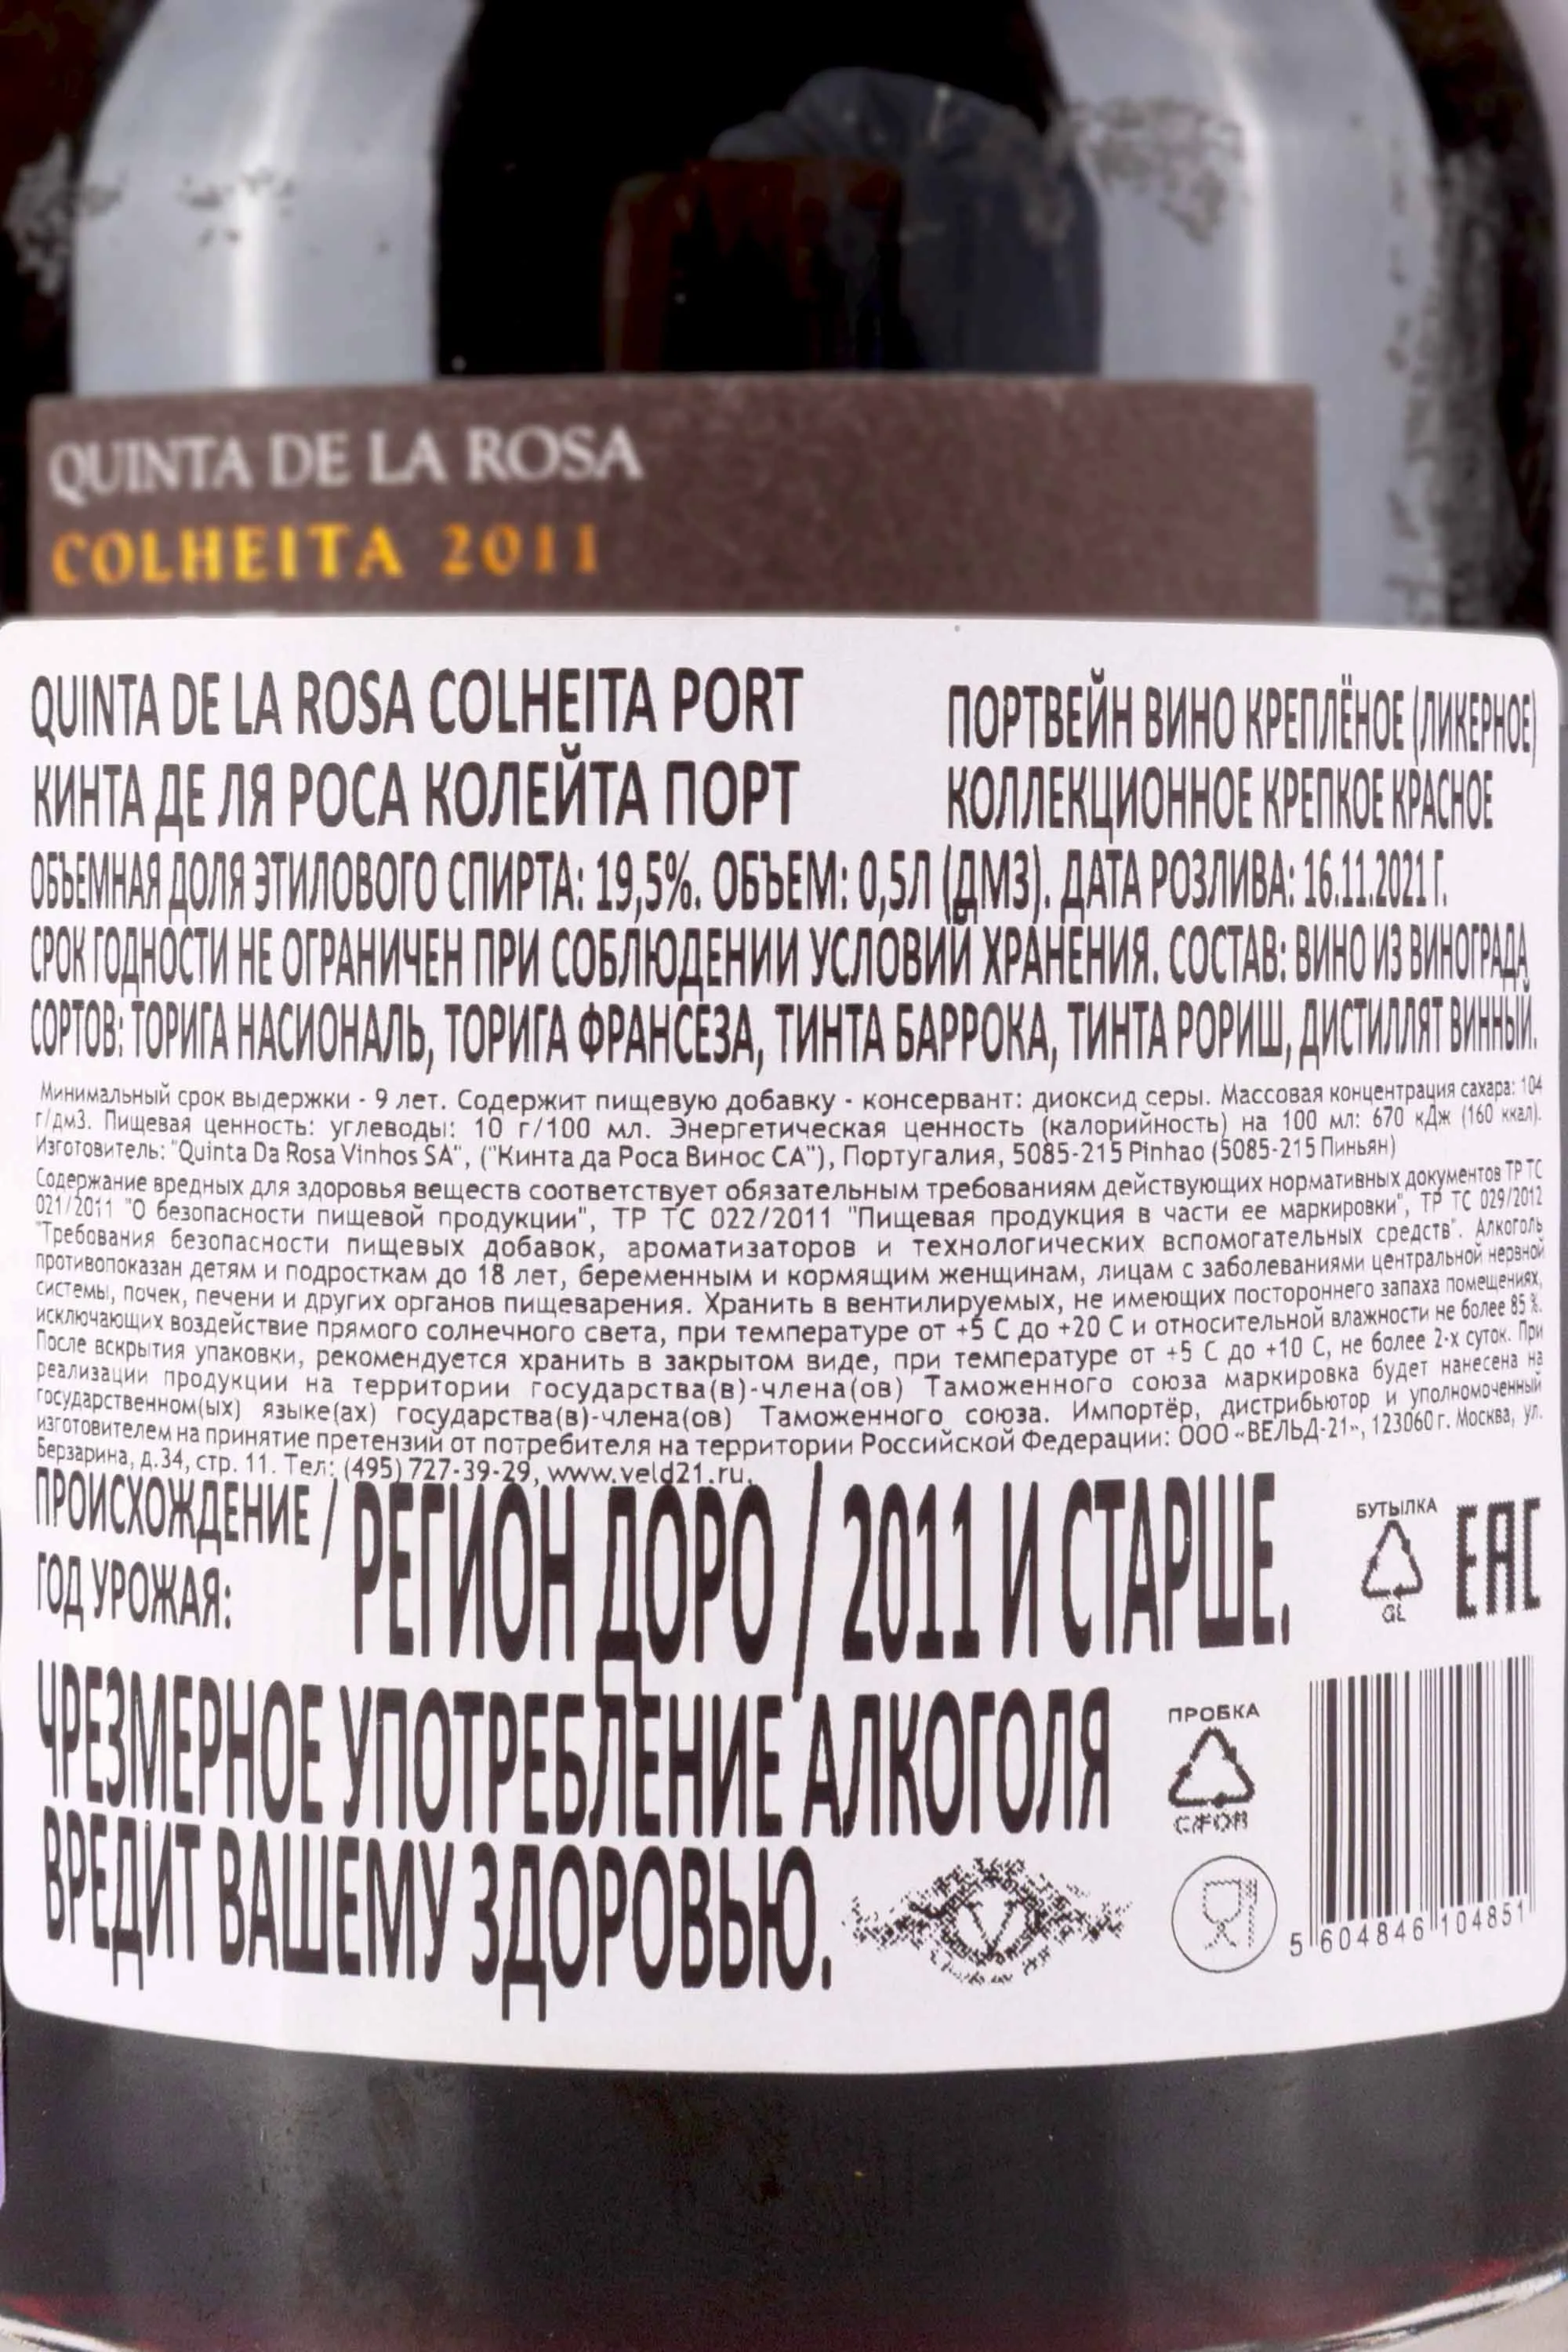 QUINTA DE LA ROSA
COLHEITA 2011
QUINTA DE LA ROSA COLHEITA PORT
КИНТА ДЕ ЛЯ РОСА КОЛЕЙТА ПОРТ
ПОРТВЕЙН ВИНО КРЕПЛЁНОЕ (ЛИКЕРНОЕ)
КОЛЛЕКЦИОННОЕ КРЕПКОЕ КРАСНОЕ
ОБЪЕМНАЯ ДОЛЯ ЭТИЛОВОГО СПИРТА: 19,5%. ОБЪЕМ: 0,5Л (ДМ3). ДАТА РОЗЛИВА: 16.11.2021 Г.
СРОК ГОДНОСТИ НЕ ОГРАНИЧЕН ПРИ СОБЛЮДЕНИИ УСЛОВИЙ ХРАНЕНИЯ. СОСТАВ: ВИНО ИЗ ВИНОГРАДА
СОРТОВ: ТОРИГА НАСИОНАЛЬ, ТОРИГА ФРАНСЕЗА, ТИНТА БАРРОКА, ТИНТА РОРИШ, ДИСТИЛЛЯТ ВИННЫЙ.
Минимальный срок выдержки - 9 лет. Содержит пищевую добавку - консервант: диоксид серы. Массовая концентрация сахара: 104
г/дм3. Пищевая ценность: углеводы: 10 г/100 мл. Энергетическая ценность (калорийность) на 100 мл: 670 кДж (160 ккал).
Изготовитель: "Quinta Da Rosa Vinhos SA", ("Кинта да Роса Винос СА"), Португалия, 5085-215 Pinhao (5085-215 Пиньян)
Содержание вредных для здоровья веществ соответствует обязательным требованиям действующих нормативных документов ТР ТС
021/2011 "О безопасности пищевой продукции", ТР ТС 022/2011 "Пищевая продукция в части ее маркировки", ТР ТС 029/2012
"Требования безопасности пищевых добавок, ароматизаторов и технологических вспомогательных средств". Алкоголь
противопоказан детям и подросткам до 18 лет, беременным и кормящим женщинам, лицам с заболеваниями центральной нервной
системы, почек, печени и других органов пищеварения. Хранить в вентилируемых, не имеющих постороннего запаха помещениях,
исключающих воздействие прямого солнечного света, при температуре от +5 С до +20 С и относительной влажности не более 85 %.
После вскрытия упаковки, рекомендуется хранить в закрытом виде, при температуре от +5 С до +10 С, не более 2-х суток. При
реализации продукции на территории государства(в)-члена(ов) Таможенного союза маркировка будет нанесена на
государственном(ых) языке(ах) государства(в)-члена(ов) Таможенного союза. Импортёр, дистрибьютор и уполномоченный
изготовителем на принятие претензий от потребителя на территории Российской Федерации: ООО «ВЕЛЬД-21», 123060 г. Москва, ул.
Берзарина, д.34, стр. 11. Тел: (495) 727-39-29, www.veld21.ru.
ПРОИСХОЖДЕНИЕ /
ГОД УРОЖАЯ:
РЕГИОН ДОРО / 2011 И СТАРШЕ.
БУТЫЛКА
GL
EAC
ЧРЕЗМЕРНОЕ УПОТРЕБЛЕНИЕ АЛКОГОЛЯ
ВРЕДИТ ВАШЕМУ ЗДОРОВЬЮ.
V
ПРОБКА
C/FOR
5 604846 104851